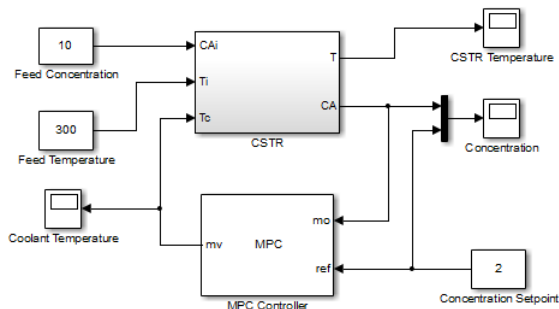 10
Feed Concentration
300
Feed Temperature
CAi
Ti
Tc
T
CA
CSTR
CSTR Temperature
Concentration
Coolant Temperature
mv
MPC
mo
ref
MPC Controller
2
Concentration Setpoint